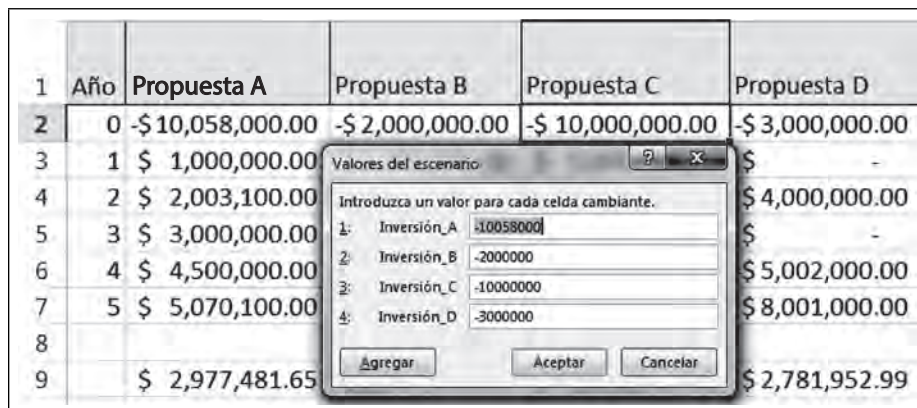 1 Año Propuesta A Propuesta B Propuesta C Propuesta D
2 0 -$10,058,000.00 -$2,000,000.00 -$ 10,000,000.00 -$3,000,000.00
3 1 $ 1,000,000.00 $ -
Valores del escenario
4 2 $ 2,003,100.00 $4,000,000.00
Introduzca un valor para cada celda cambiante.
1: Inversión_A -10058000
5 3 $ 3,000,000.00 $ -
2: Inversión_B -2000000
6 4 $ 4,500,000.00 $5,002,000.00
3: Inversión_C -10000000
7 5 $ 5,070,100.00 $8,001,000.00
4: Inversión_D -3000000
8
Agregar Aceptar Cancelar
9 $ 2,977,481.65 $2,781,952.99